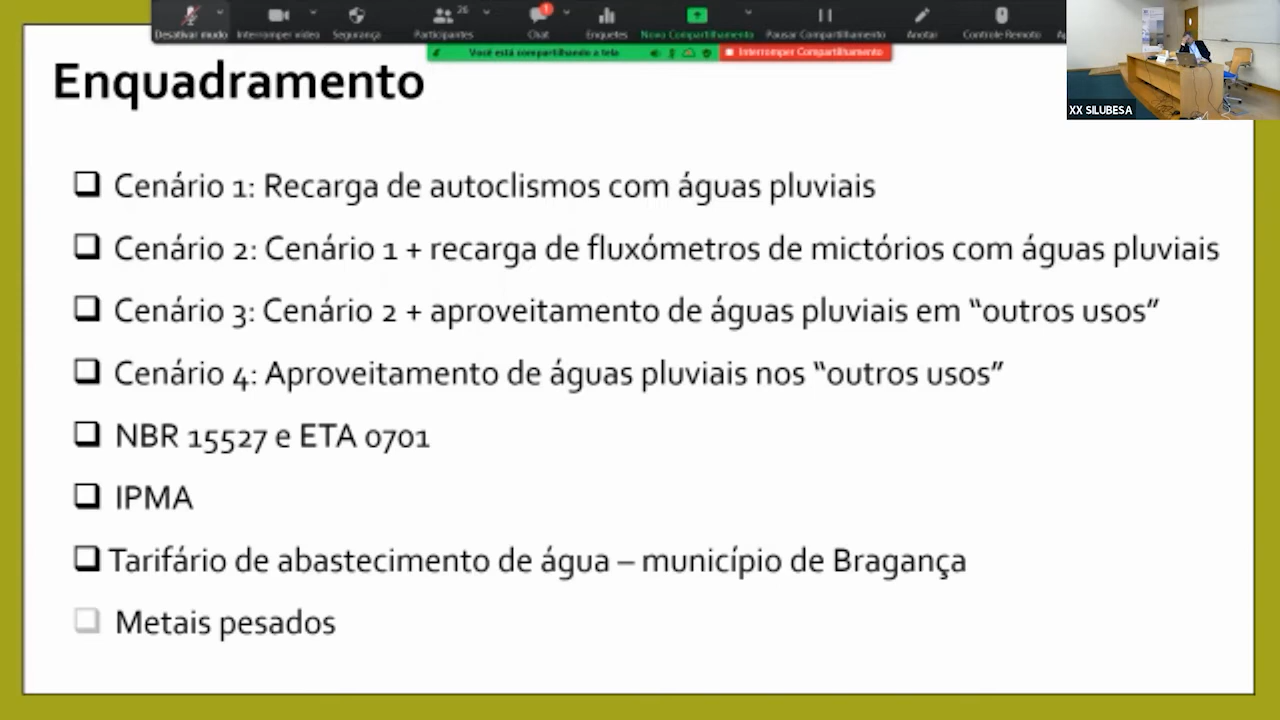 Desativar mudo
Interromper vídeo
Segurança
Participantes
26
Chat
1
Enquetes
Novo Compartilhamento
Pausar Compartilhamento
Anotar
Controle Remoto
Você está compartilhando a tela
Interromper Compartilhamento
XX SILUBESA
Enquadramento
Cenário 1: Recarga de autoclismos com águas pluviais
Cenário 2: Cenário 1 + recarga de fluxómetros de mictórios com águas pluviais
Cenário 3: Cenário 2 + aproveitamento de águas pluviais em “outros usos”
Cenário 4: Aproveitamento de águas pluviais nos “outros usos”
NBR 15527 e ETA 0701
IPMA
Tarifário de abastecimento de água – município de Bragança
Metais pesados